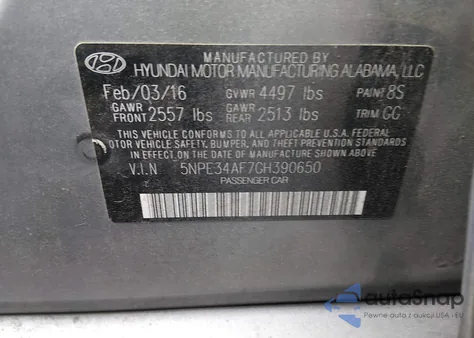 MANUFACTURED BY
HYUNDAI MOTOR MANUFACTURING ALABAMA, LLC
Feb/03/16 GVWR 4497 lbs PAINT 8S
GAWR FRONT 2557 lbs GAWR REAR 2513 lbs TRIM GG
THIS VEHICLE CONFORMS TO ALL APPLICABLE U.S.A. FEDERAL
MOTOR VEHICLE SAFETY, BUMPER, AND THEFT PREVENTION STANDARDS
IN EFFECT ON THE DATE OF MANUFACTURE SHOWN ABOVE.
V.I.N 5NPE34AF7GH390650
PASSENGER CAR
autoSnap
Pewne auta z aukcji USA i EU